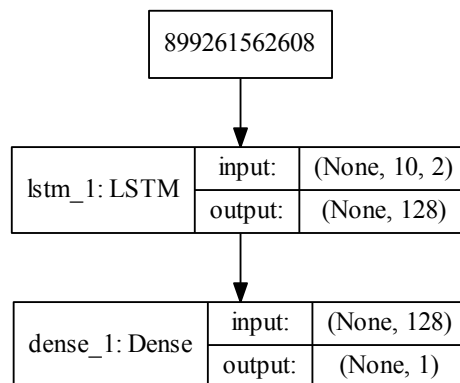 899261562608
lstm_1: LSTM
input:
(None, 10, 2)
output:
(None, 128)
dense_1: Dense
input:
(None, 128)
output:
(None, 1)